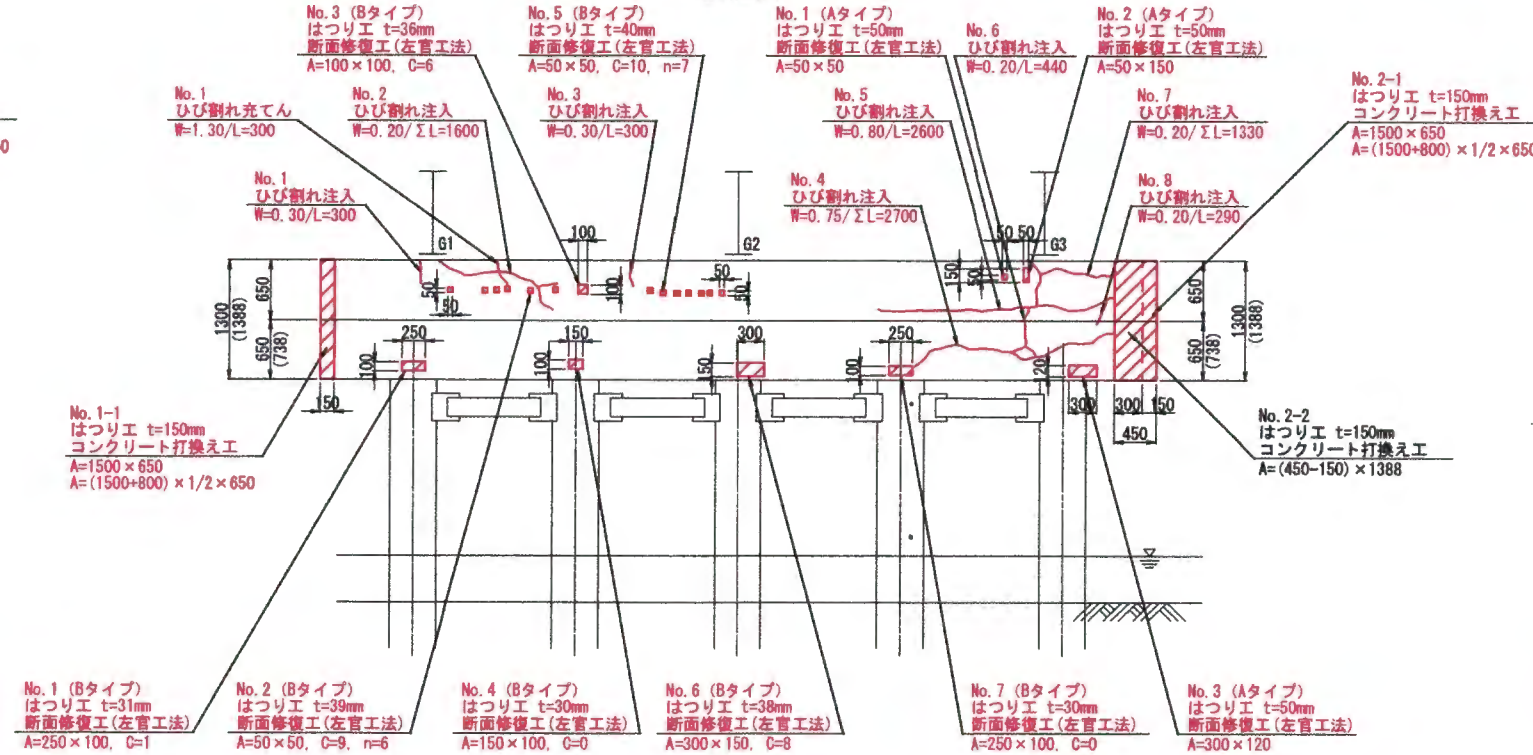 No.3 (Bタイプ)
はつり工 t=36mm
断面修復工(左官工法)
A=100×100, C=6
No.5 (Bタイプ)
はつり工 t=40mm
断面修復工(左官工法)
A=50×50, C=10, n=7
No.1 (Aタイプ)
はつり工 t=50mm
断面修復工(左官工法)
A=50×50
No.6
ひび割れ注入
W=0.20/L=440
No.2 (Aタイプ)
はつり工 t=50mm
断面修復工(左官工法)
A=50×150
No.2-1
はつり工 t=150mm
コンクリート打換え工
A=1500×650
A=(1500+800)×1/2×650
0
No.1
ひび割れ充てん
W=1.30/L=300
No.2
ひび割れ注入
W=0.20/ΣL=1600
No.3
ひび割れ注入
W=0.30/L=300
No.5
ひび割れ注入
W=0.80/L=2600
No.7
ひび割れ注入
W=0.20/ΣL=1330
No.1
ひび割れ注入
W=0.30/L=300
No.4
ひび割れ注入
W=0.75/ΣL=2700
No.8
ひび割れ注入
W=0.20/L=290
G1
100
G2
50
50
G3
1300
(1388)
650
650
(738)
50
50
100
50
50
150
50
650
650
(738)
1300
(1388)
250
100
150
100
300
150
250
100
120
150
300
300
150
450
No.1-1
はつり工 t=150mm
コンクリート打換え工
A=1500×650
A=(1500+800)×1/2×650
No.2-2
はつり工 t=150mm
コンクリート打換え工
A=(450-150)×1388
No.1 (Bタイプ)
はつり工 t=31mm
断面修復工(左官工法)
A=250×100, C=1
No.2 (Bタイプ)
はつり工 t=39mm
断面修復工(左官工法)
A=50×50, C=9, n=6
No.4 (Bタイプ)
はつり工 t=30mm
断面修復工(左官工法)
A=150×100, C=0
No.6 (Bタイプ)
はつり工 t=38mm
断面修復工(左官工法)
A=300×150, C=8
No.7 (Bタイプ)
はつり工 t=30mm
断面修復工(左官工法)
A=250×100, C=0
No.3 (Aタイプ)
はつり工 t=50mm
断面修復工(左官工法)
A=300×120